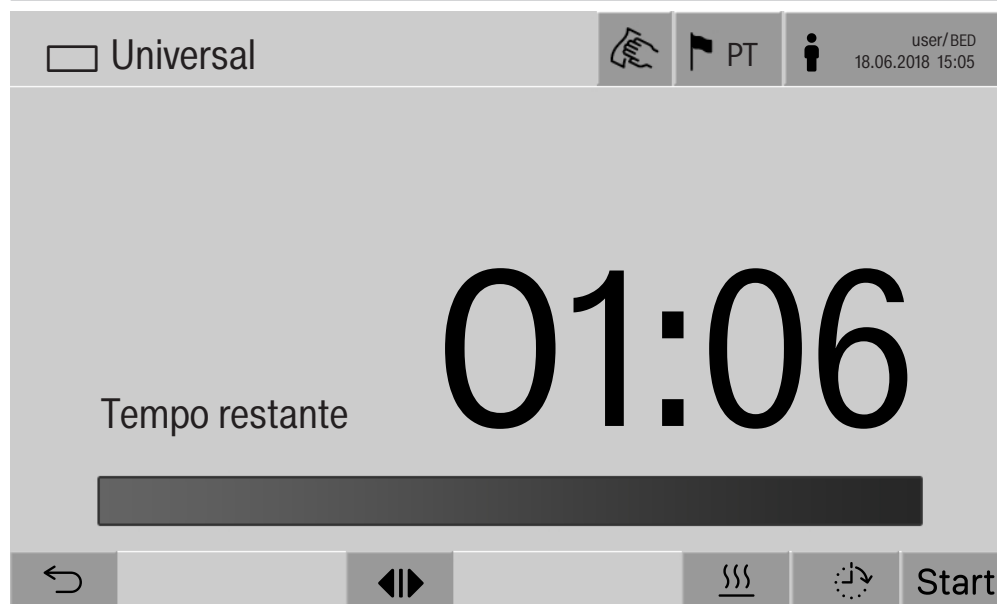 Universal
PT
user/BED
18.06.2018 15:05
01:06
Tempo restante
Start